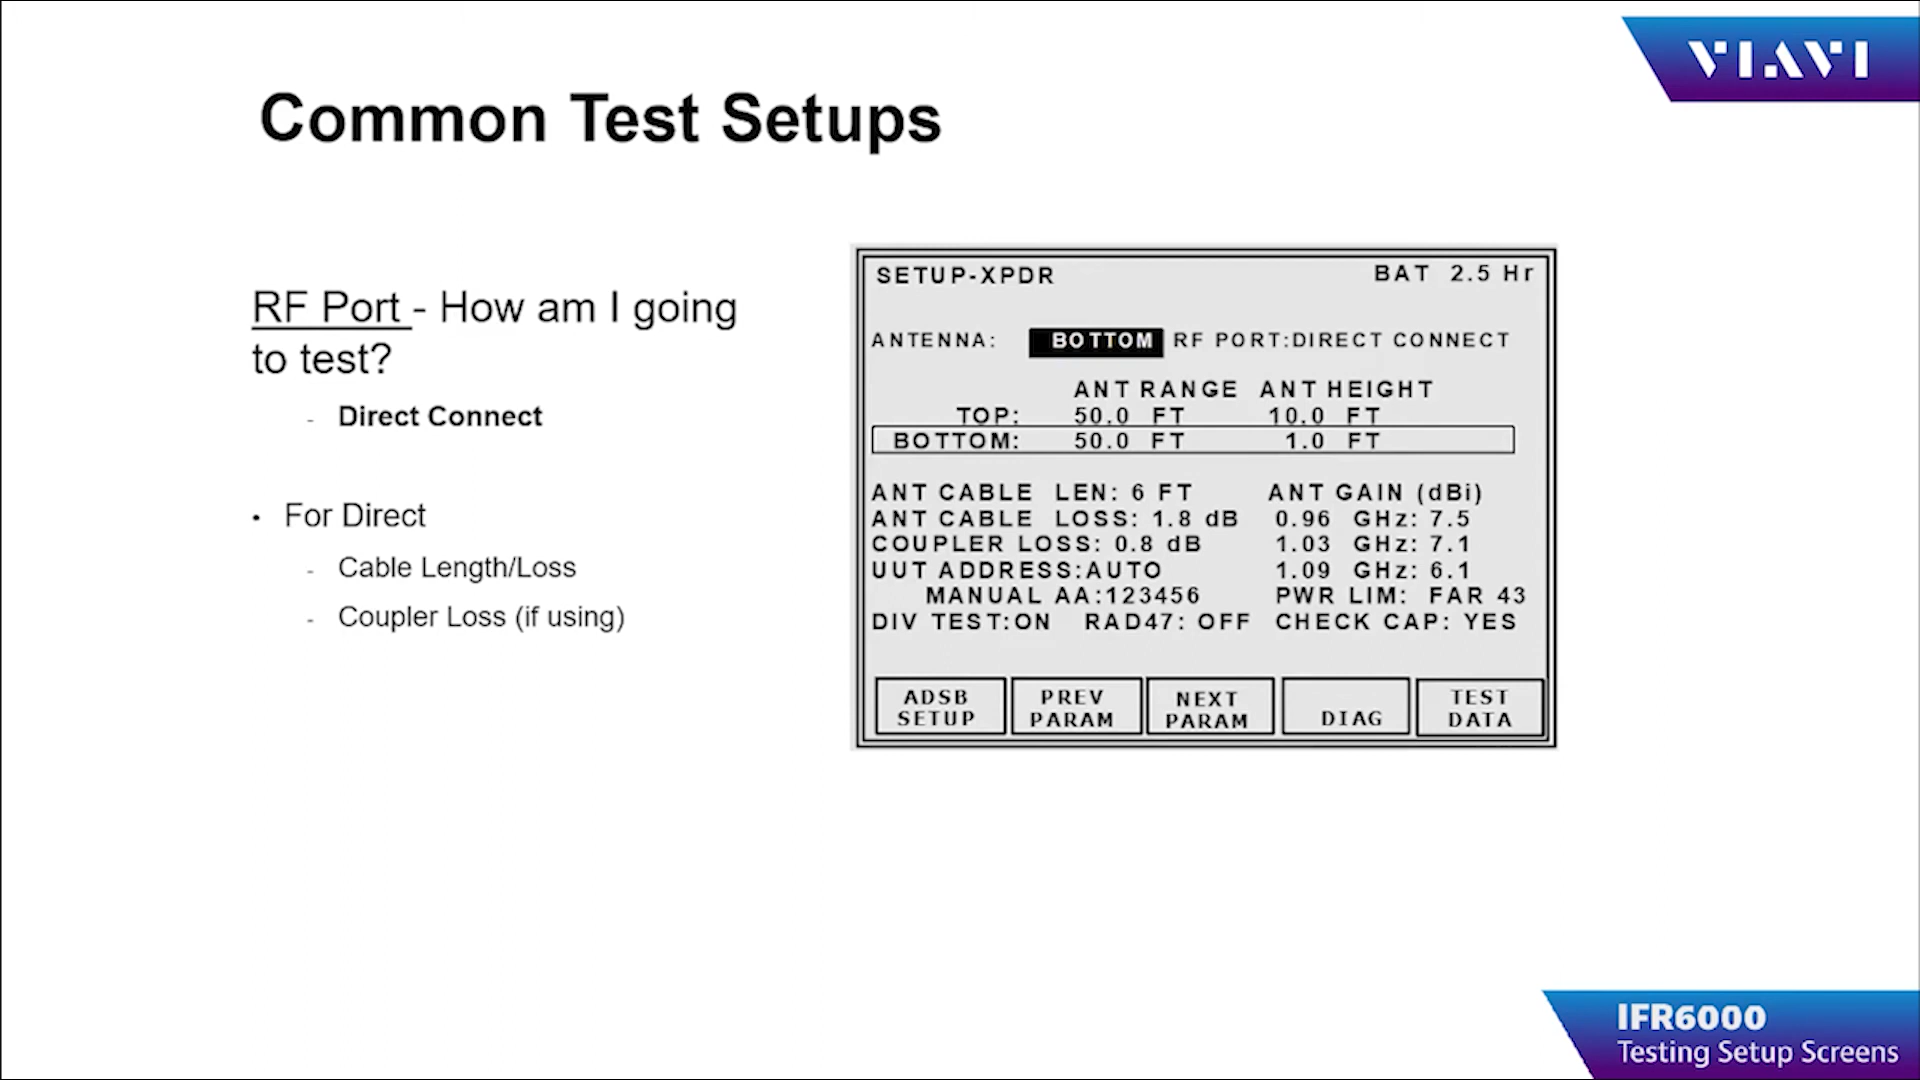 VIAVI
Common Test Setups
RF Port - How am I going
to test?
- Direct Connect
• For Direct
- Cable Length/Loss
- Coupler Loss (if using)
SETUP-XPDR BAT 2.5 Hr
ANTENNA: BOTTOM RF PORT:DIRECT CONNECT
ANT RANGE ANT HEIGHT
TOP: 50.0 FT 10.0 FT
BOTTOM: 50.0 FT 1.0 FT
ANT CABLE LEN: 6 FT ANT GAIN (dBi)
ANT CABLE LOSS: 1.8 dB 0.96 GHz: 7.5
COUPLER LOSS: 0.8 dB 1.03 GHz: 7.1
UUT ADDRESS:AUTO 1.09 GHz: 6.1
MANUAL AA:123456 PWR LIM: FAR 43
DIV TEST:ON RAD47: OFF CHECK CAP: YES
ADSB SETUP
PREV PARAM
NEXT PARAM
DIAG
TEST DATA
IFR6000
Testing Setup Screens